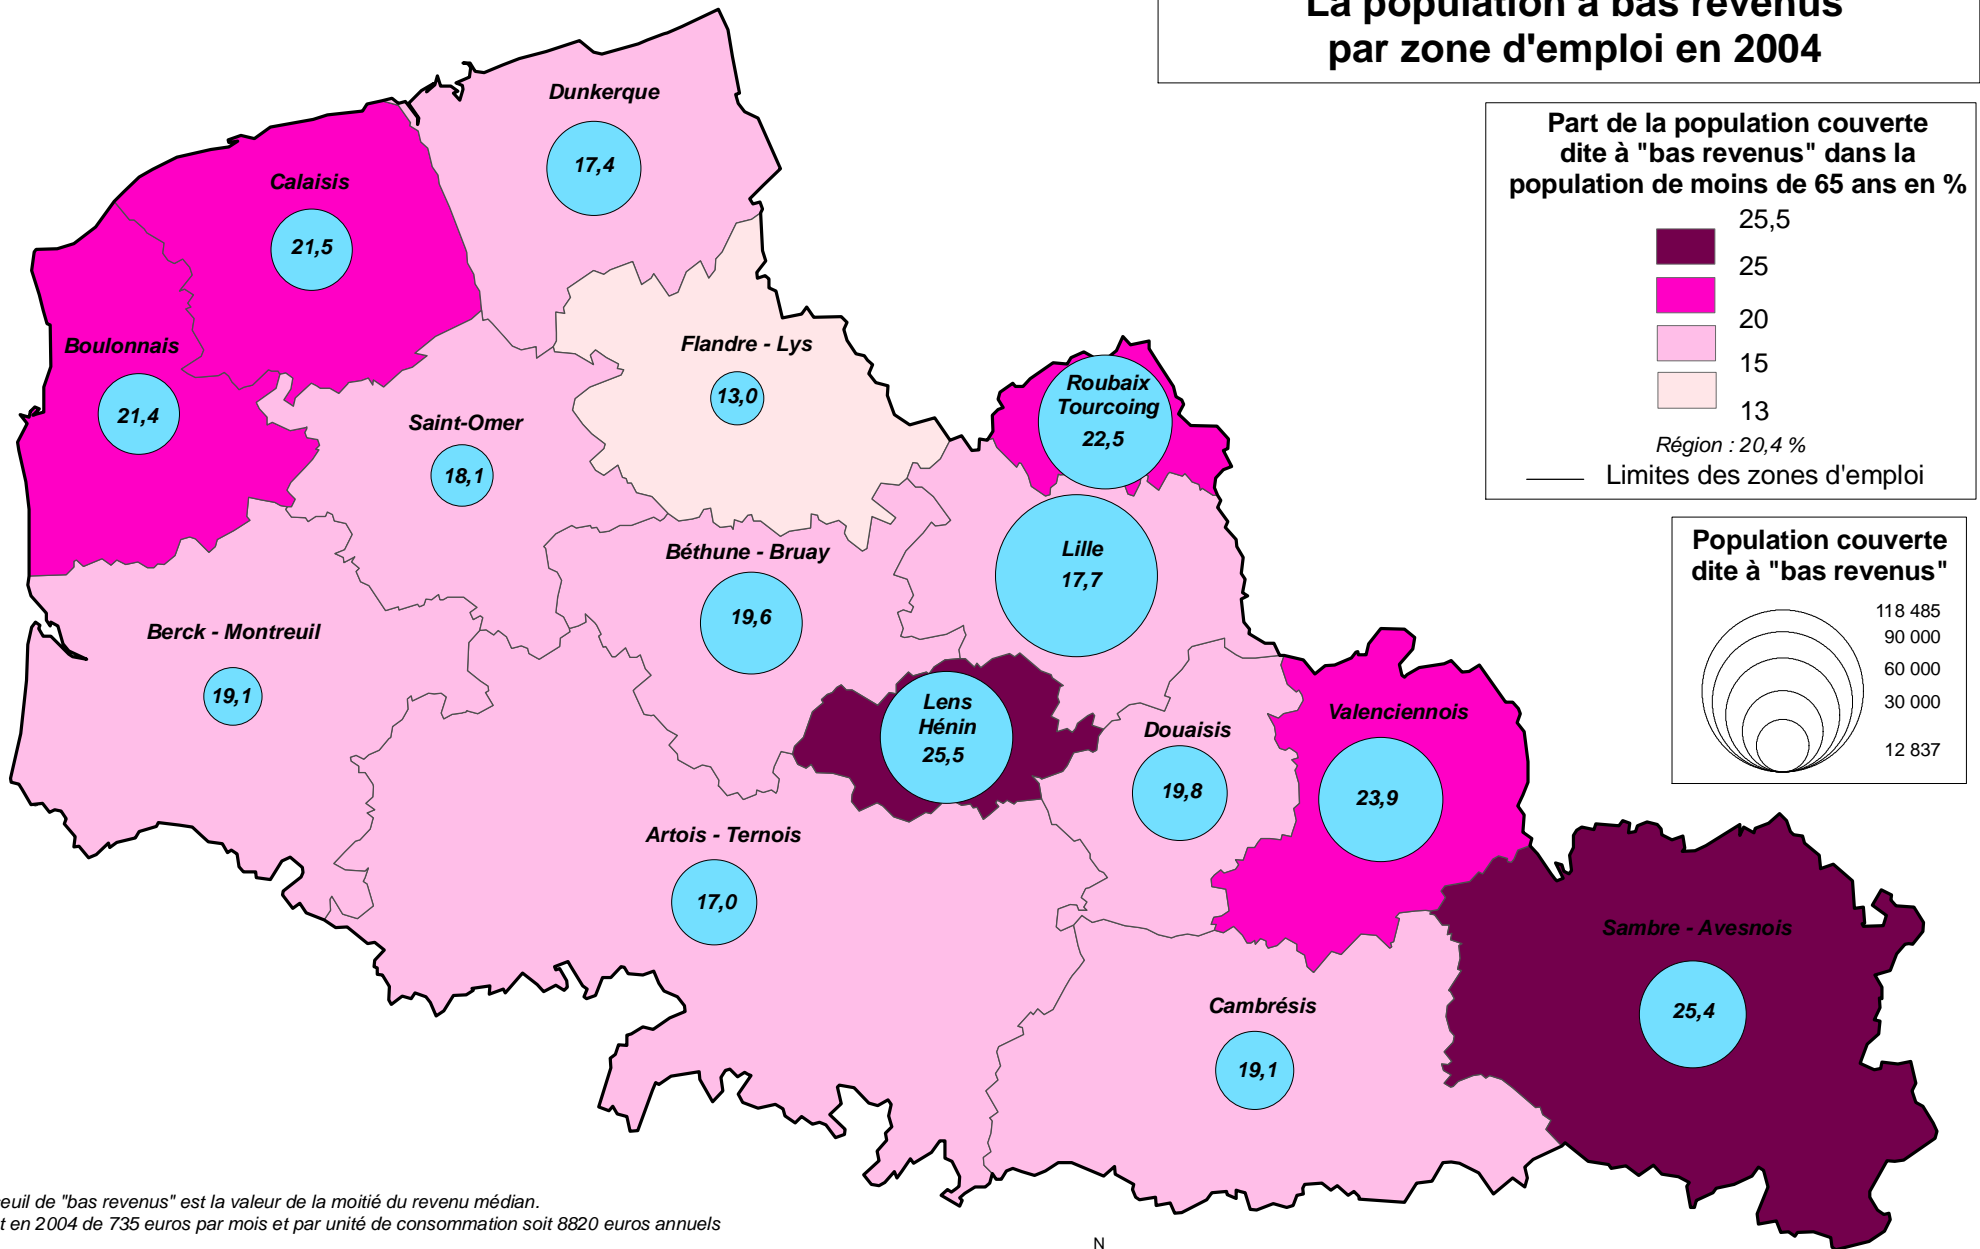 La population à bas revenus
par zone d'emploi en 2004
Part de la population couverte
dite à "bas revenus" dans la
population de moins de 65 ans en %
25,5
25
20
15
13
Région : 20,4 %
Limites des zones d'emploi
Population couverte
dite à "bas revenus"
118 485
90 000
60 000
30 000
12 837
Dunkerque
17,4
Calaisis
21,5
Boulonnais
21,4
Flandre - Lys
13,0
Saint-Omer
18,1
Roubaix
Tourcoing
22,5
Lille
17,7
Béthune - Bruay
19,6
Berck - Montreuil
19,1
Lens
Hénin
25,5
Douaisis
19,8
Valenciennois
23,9
Artois - Ternois
17,0
Cambrésis
19,1
Sambre - Avesnois
25,4
de "bas revenus" est la valeur de la moitié du revenu médian.
en 2004 de 735 euros par mois et par unité de consommation soit 8820 euros annuels
N